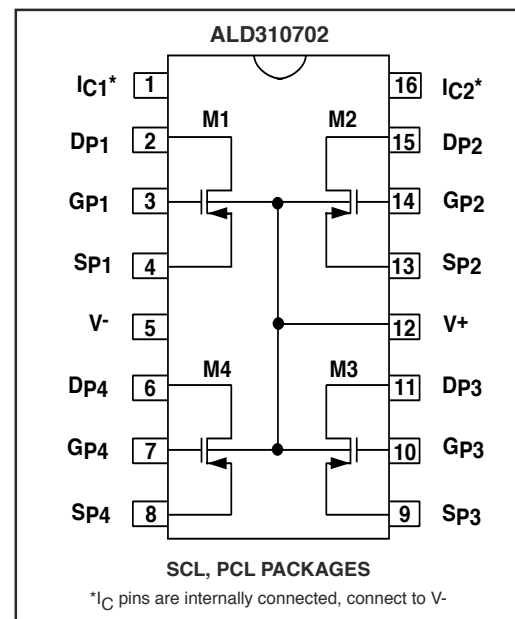 ALD310702
IC1* 1 16 IC2*
M1 M2
DP1 2 15 DP2
GP1 3 14 GP2
SP1 4 13 SP2
V- 5 12 V+
M4 M3
DP4 6 11 DP3
GP4 7 10 GP3
SP4 8 9 SP3
SCL, PCL PACKAGES
*IC pins are internally connected, connect to V-